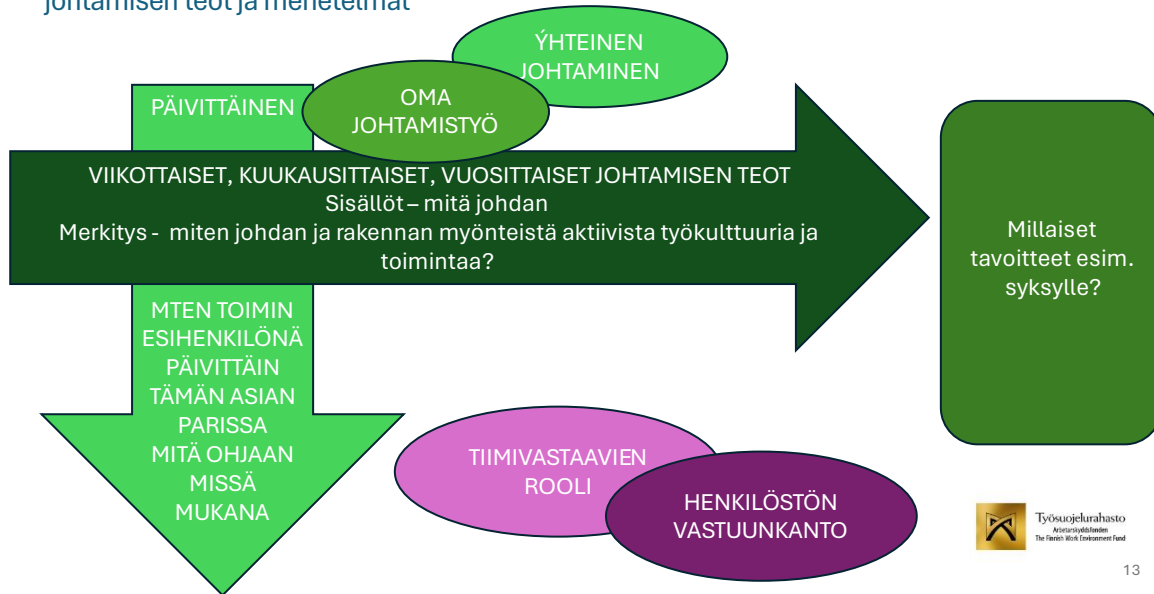 johtamisen teot ja menetelmät
ÝHTEINEN
JOHTAMINEN
OMA
JOHTAMISTYÖ
PÄIVITTÄINEN
VIIKOTTAISET, KUUKAUSITTAISET, VUOSITTAISET JOHTAMISEN TEOT
Sisällöt – mitä johdan
Merkitys - miten johdan ja rakennan myönteistä aktiivista työkulttuuria ja
toimintaa?
Millaiset
tavoitteet esim.
syksylle?
MTEN TOIMIN
ESIHENKILÖNÄ
PÄIVITTÄIN
TÄMÄN ASIAN
PARISSA
MITÄ OHJAAN
MISSÄ
MUKANA
TIIMIVASTAAVIEN
ROOLI
HENKILÖSTÖN
VASTUUNKANTO
Työsuojelurahasto
Arbetarskyddsfonden
The Finnish Work Environment Fund
13